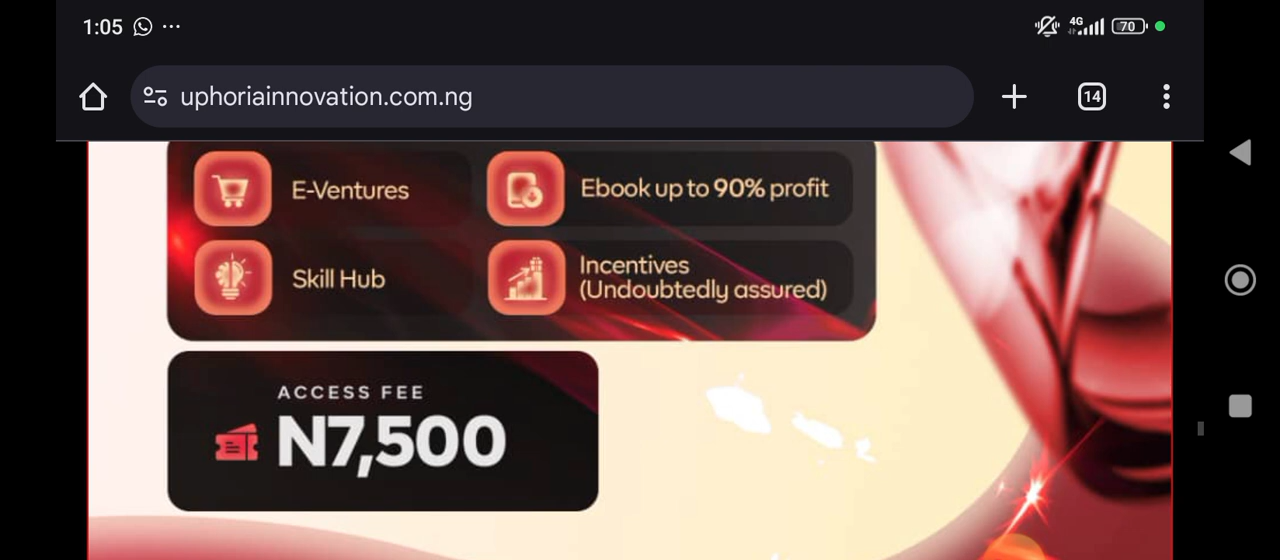 1:05
4G
70
uphoriainnovation.com.ng
14
E-Ventures
Ebook up to 90% profit
Skill Hub
Incentives
(Undoubtedly assured)
ACCESS FEE
N7,500